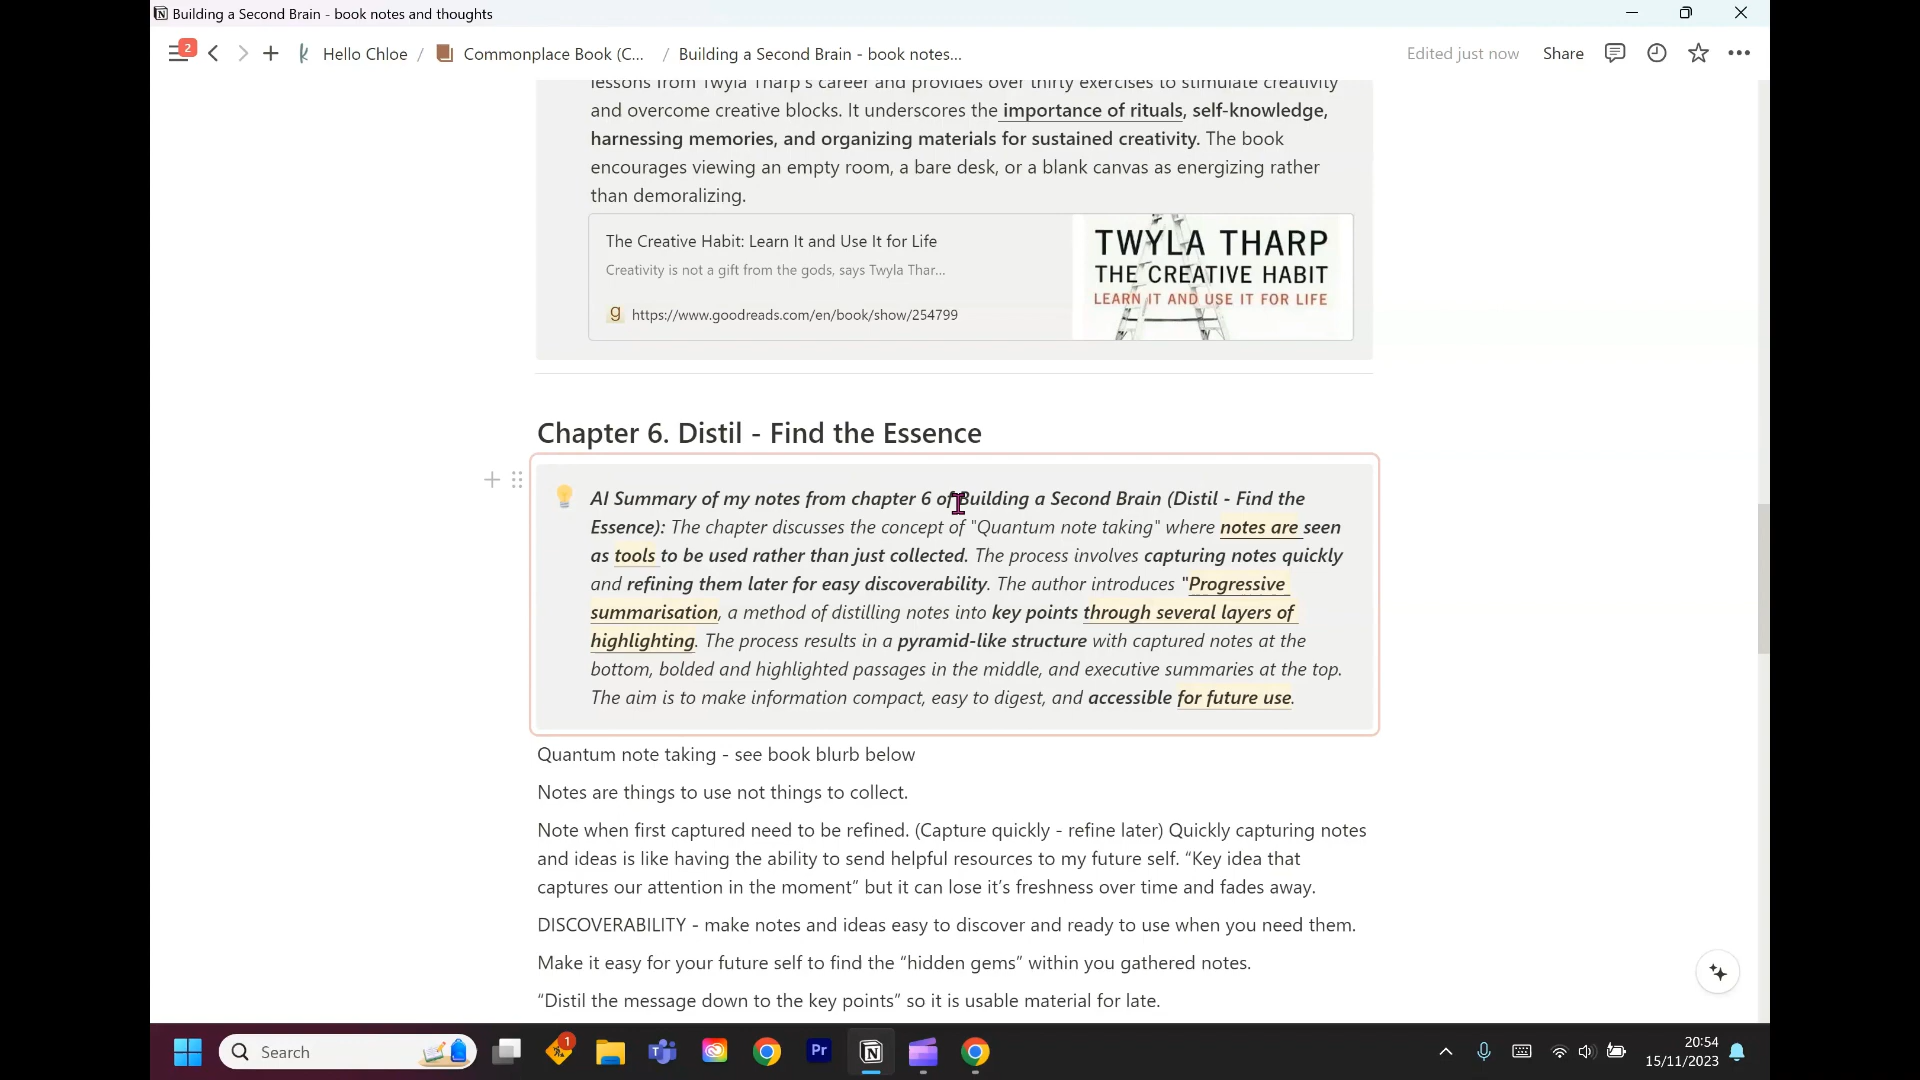 Building a Second Brain - book notes and thoughts
2
Hello Chloe / Commonplace Book (C... / Building a Second Brain - book notes...
Edited just now Share
lessons from Twyla Tharp's career and provides over thirty exercises to stimulate creativity
and overcome creative blocks. It underscores the importance of rituals, self-knowledge,
harnessing memories, and organizing materials for sustained creativity. The book
encourages viewing an empty room, a bare desk, or a blank canvas as energizing rather
than demoralizing.
The Creative Habit: Learn It and Use It for Life
Creativity is not a gift from the gods, says Twyla Thar...
g https://www.goodreads.com/en/book/show/254799
TWYLA THARP
THE CREATIVE HABIT
LEARN IT AND USE IT FOR LIFE
Chapter 6. Distil - Find the Essence
AI Summary of my notes from chapter 6 of Building a Second Brain (Distil - Find the
Essence): The chapter discusses the concept of "Quantum note taking" where notes are seen
as tools to be used rather than just collected. The process involves capturing notes quickly
and refining them later for easy discoverability. The author introduces "Progressive
summarisation, a method of distilling notes into key points through several layers of
highlighting. The process results in a pyramid-like structure with captured notes at the
bottom, bolded and highlighted passages in the middle, and executive summaries at the top.
The aim is to make information compact, easy to digest, and accessible for future use.
Quantum note taking - see book blurb below
Notes are things to use not things to collect.
Note when first captured need to be refined. (Capture quickly - refine later) Quickly capturing notes
and ideas is like having the ability to send helpful resources to my future self. “Key idea that
captures our attention in the moment” but it can lose it’s freshness over time and fades away.
DISCOVERABILITY - make notes and ideas easy to discover and ready to use when you need them.
Make it easy for your future self to find the “hidden gems” within you gathered notes.
“Distil the message down to the key points” so it is usable material for late.
Search
1
Pr
20:54
15/11/2023